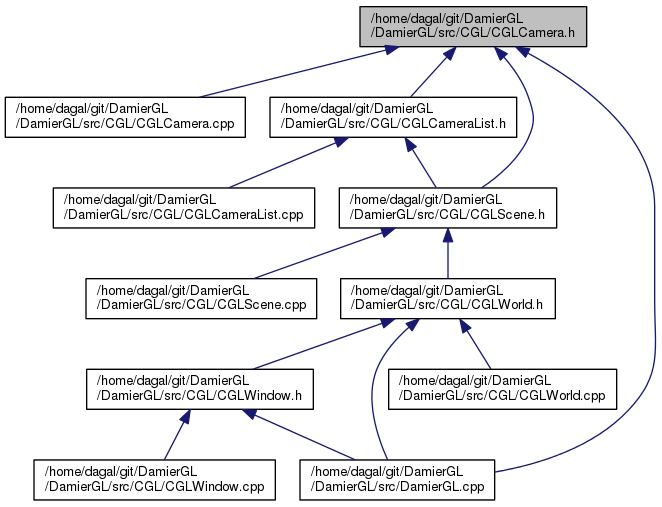 /home/dagal/git/DamierGL
/DamierGL/src/CGL/CGLCamera.h
/home/dagal/git/DamierGL
/DamierGL/src/CGL/CGLCamera.cpp
/home/dagal/git/DamierGL
/DamierGL/src/CGL/CGLCameraList.h
/home/dagal/git/DamierGL
/DamierGL/src/CGL/CGLCameraList.cpp
/home/dagal/git/DamierGL
/DamierGL/src/CGL/CGLScene.h
/home/dagal/git/DamierGL
/DamierGL/src/CGL/CGLScene.cpp
/home/dagal/git/DamierGL
/DamierGL/src/CGL/CGLWorld.h
/home/dagal/git/DamierGL
/DamierGL/src/CGL/CGLWindow.h
/home/dagal/git/DamierGL
/DamierGL/src/CGL/CGLWorld.cpp
/home/dagal/git/DamierGL
/DamierGL/src/CGL/CGLWindow.cpp
/home/dagal/git/DamierGL
/DamierGL/src/DamierGL.cpp